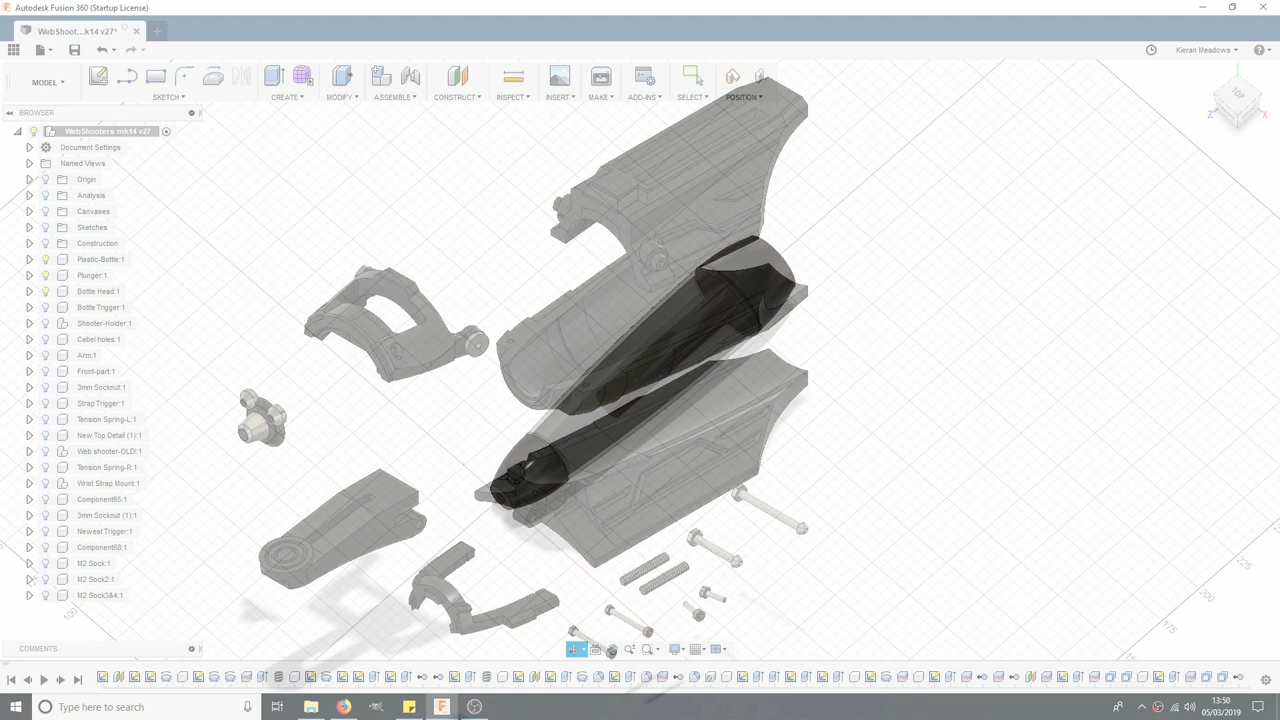 Autodesk Fusion 360 (Startup License)
WebShoot...k14 v27*
Kieran Meadows
MODEL
SKETCH
CREATE
MODIFY
ASSEMBLE
CONSTRUCT
INSPECT
INSERT
MAKE
ADD-INS
SELECT
POSITION
TOP
Z
X
BROWSER
WebShooters mk14 v27
Document Settings
Named Views
Origin
Analysis
Canvases
Sketches
Construction
Plastic-Bottle:1
Plunger:1
Bottle Head:1
Bottle Trigger:1
Shooter-Holder:1
Cabel holes:1
Arm:1
Front-part:1
3mm Socknut:1
Strap Trigger:1
Tension Spring-L:1
New Top Detail (1):1
Web shooter-OLD!:1
Tension Spring-R:1
Wrist Strap Mount:1
Component65:1
3mm Socknut (1):1
Newest Trigger:1
Component68:1
M2 Sock:1
M2 Sock2:1
M2 Sock3&4:1
100
225
200
175
COMMENTS
Type here to search
13:50
05/03/2019